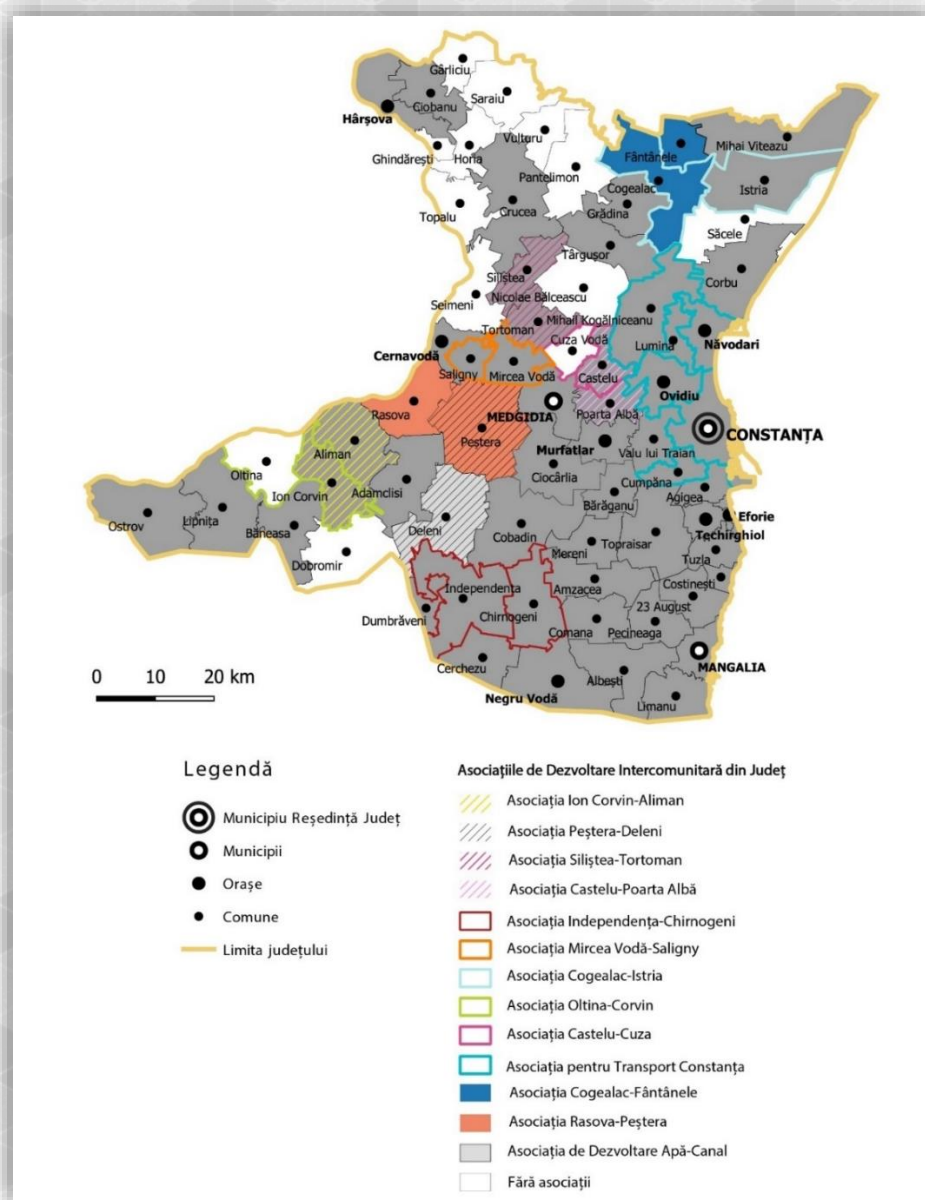 Gârliciu
Saraiu
Ciobanu
Hârșova
Vulturu
Ghindărești
Horia
Pantelimon
Fântânele
Mihai Viteazu
Cogealac
Istria
Topalu
Crucea
Grădina
Săcele
Târgușor
Corbu
Siliștea
Seimeni
Nicolae Bălcescu
Mihail Kogălniceanu
Tortoman
Cuza Vodă
Lumina
Năvodari
Cernavodă
Saligny
Mircea Vodă
Castelu
Ovidiu
Rasova
MEDGIDIA
Poarta Albă
Peștera
CONSTANȚA
Murfatlar
Valu lui Traian
Aliman
Oltina
Ciocârlia
Cumpăna
Ion Corvin
Adamclisi
Bărăganu
Agigea
Ostrov
Lipnița
Băneasa
Deleni
Cobadin
Eforie
Techirghiol
Topraisar
Dobromir
Mereni
Tuzla
Independența
Amzacea
Costinești
Dumbrăveni
Chirnogeni
23 August
Comana
Pecineaga
Cerchezu
MANGALIA
Negru Vodă
Albești
Limanu
0 10 20 km
Legendă
Municipiu Reședință Județ
Municipii
Orașe
Comune
Limita județului
Asociațiile de Dezvoltare Intercomunitară din Județ
Asociația Ion Corvin-Aliman
Asociația Peștera-Deleni
Asociația Siliștea-Tortoman
Asociația Castelu-Poarta Albă
Asociația Independența-Chirnogeni
Asociația Mircea Vodă-Saligny
Asociația Cogealac-Istria
Asociația Oltina-Corvin
Asociația Castelu-Cuza
Asociația pentru Transport Constanța
Asociația Cogealac-Fântânele
Asociația Rasova-Peștera
Asociația de Dezvoltare Apă-Canal
Fără asociații